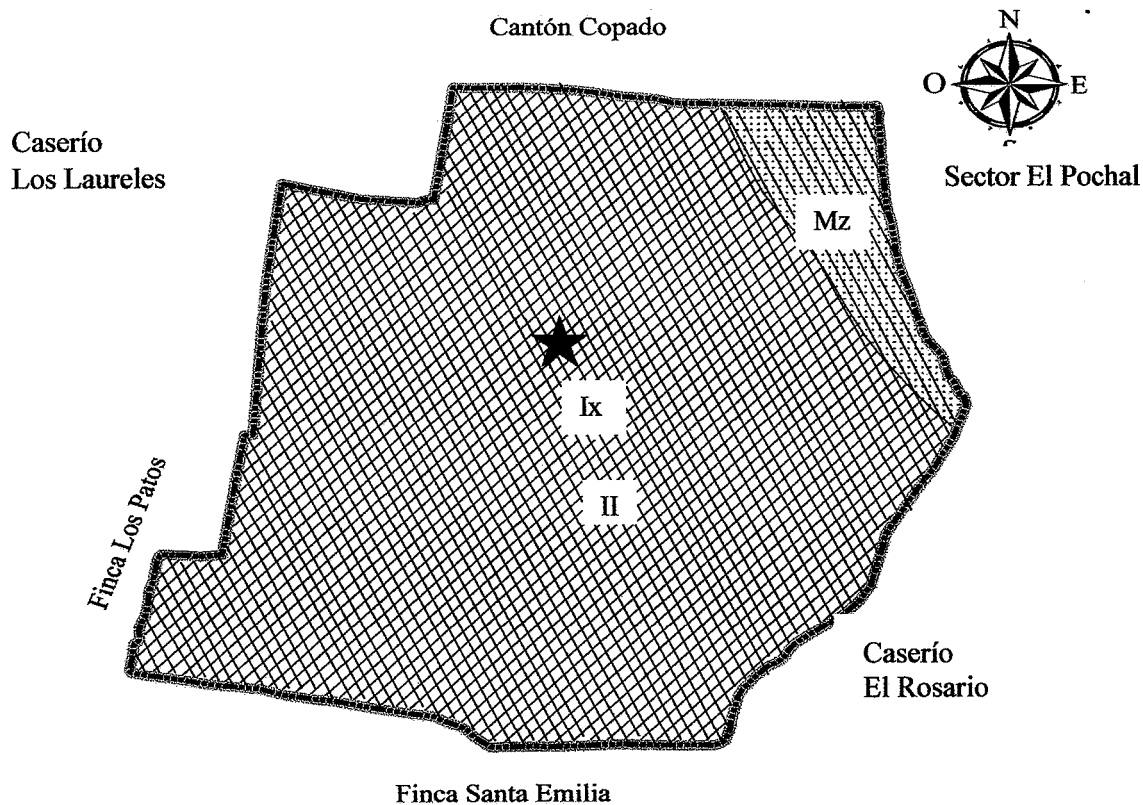 Cantón Copado
N
O
E
S
Caserío
Los Laureles
Sector El Pochal
Mz
Ix
II
Finca Los Patos
Caserío
El Rosario
Finca Santa Emilia